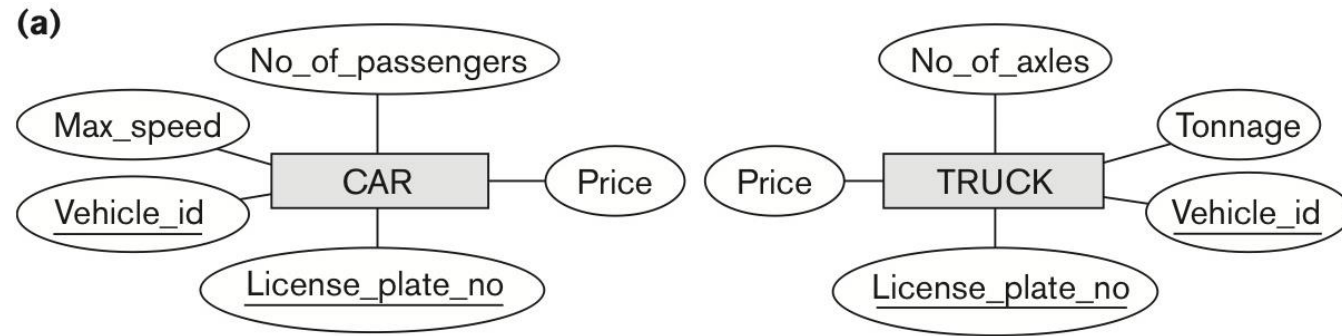 (a)
No_of_passengers
No_of_axles
Max_speed
Tonnage
CAR
Price
Price
TRUCK
Vehicle_id
Vehicle_id
License_plate_no
License_plate_no